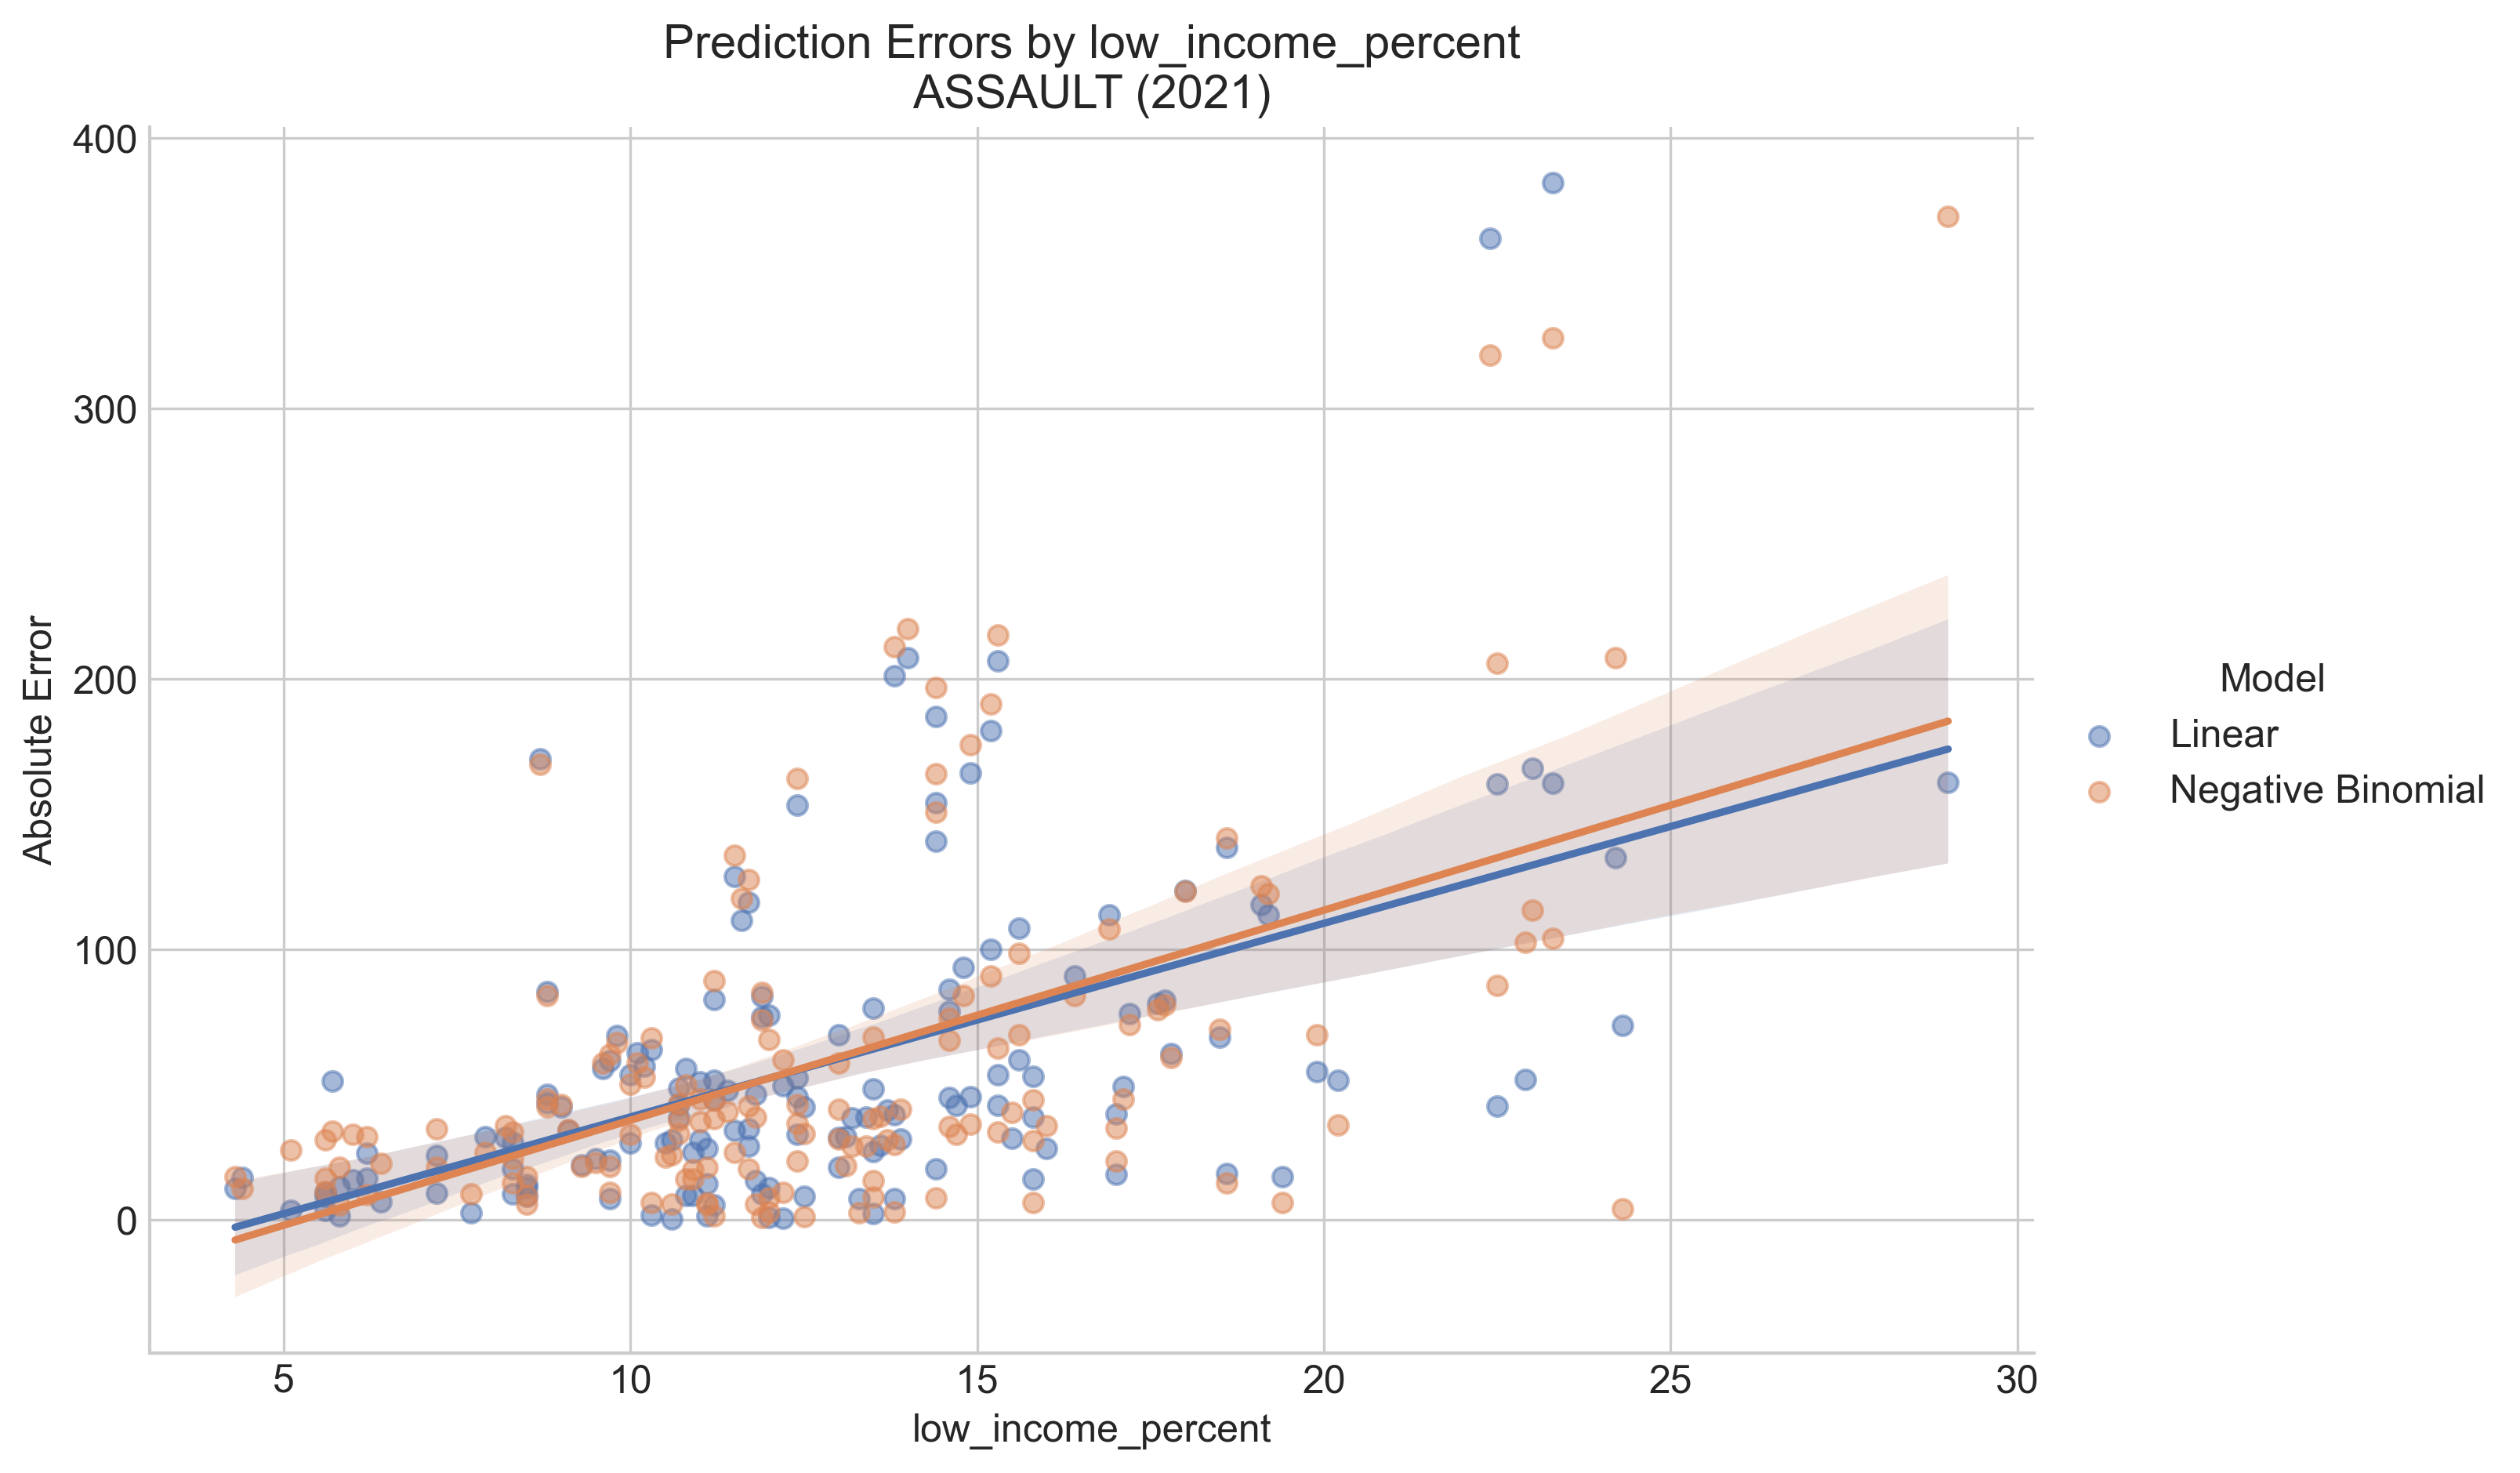 Prediction Errors by low_income_percent
ASSAULT (2021)
400
300
200
100
0
Absolute Error
5
10
15
20
25
30
low_income_percent
Model
Linear
Negative Binomial